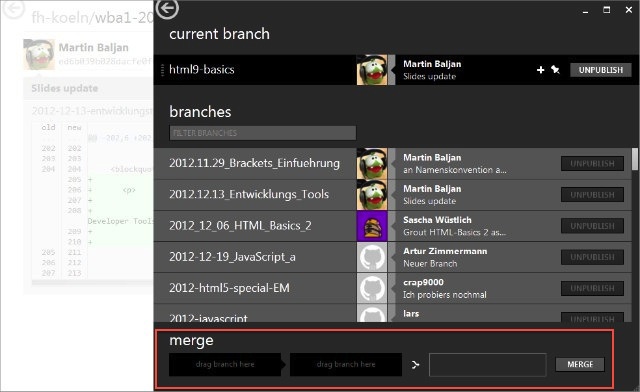 fh-koeln/wba1-20
Martin Baljan
Slides update
2012-12-13-entwicklungst
old new
@@ -202,6 +202,
202 202
203 203
204 204 <blockquo
205 +
206 + <p>
207 +
208 +
Developer Tools
209 +
210 +
205 211
206 212
207 213
current branch
html9-basics
Martin Baljan
Slides update
UNPUBLISH
branches
FILTER BRANCHES
2012.11.29_Brackets_Einfuehrung
Martin Baljan
an Namenskonvention a...
UNPUBLISH
2012.12.13_Entwicklungs_Tools
Martin Baljan
Slides update
UNPUBLISH
2012_12_06_HTML_Basics_2
Sascha Wüstlich
Grout HTML-Basics 2 as...
UNPUBLISH
2012-12-19_JavaScript_a
Artur Zimmermann
Neuer Branch
UNPUBLISH
2012-html5-special-EM
crap9000
Ich probiers nochmal
UNPUBLISH
2012-javascript
lars
UNPUBLISH
merge
drag branch here
drag branch here
MERGE